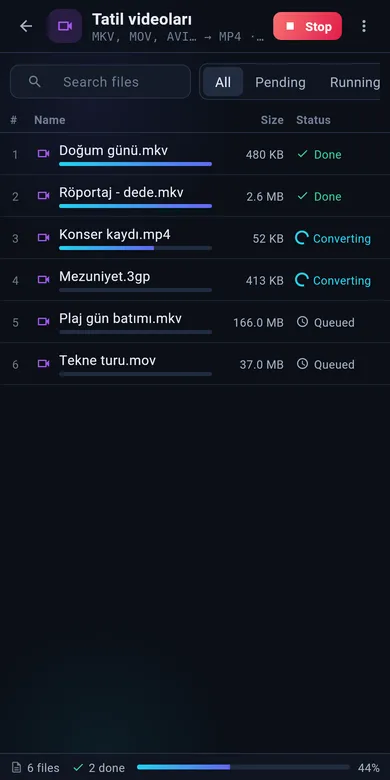 Tatil videoları
MKV, MOV, AVI… → MP4 ·…
Stop
Search files
All Pending Running
# Name Size Status
1 Doğum günü.mkv 480 KB Done
2 Röportaj - dede.mkv 2.6 MB Done
3 Konser kaydı.mp4 52 KB Converting
4 Mezuniyet.3gp 413 KB Converting
5 Plaj gün batımı.mkv 166.0 MB Queued
6 Tekne turu.mov 37.0 MB Queued
6 files 2 done 44%